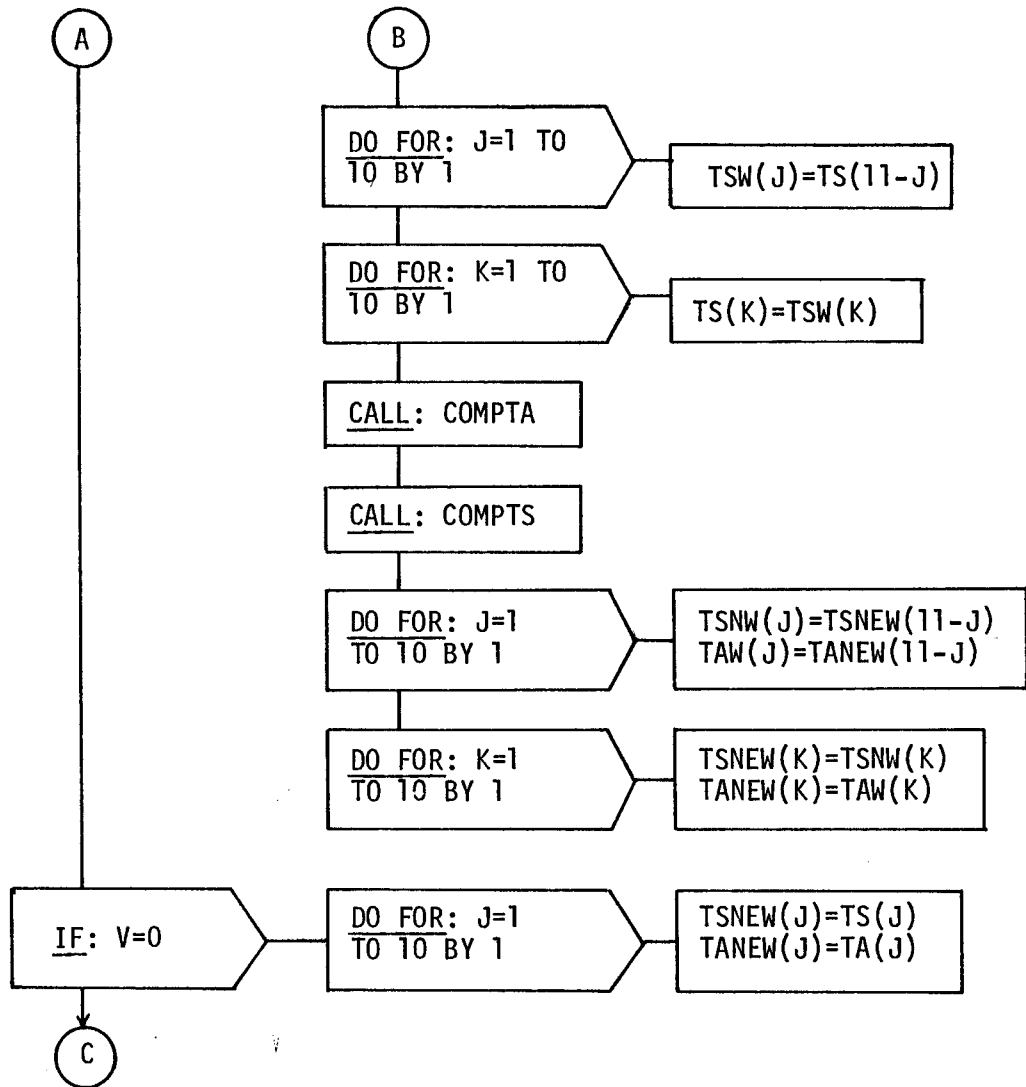 A
B
DO FOR: J=1 TO
10 BY 1
TSW(J)=TS(11-J)
DO FOR: K=1 TO
10 BY 1
TS(K)=TSW(K)
CALL: COMPTA
CALL: COMPTS
DO FOR: J=1
TO 10 BY 1
TSNW(J)=TSNEW(11-J)
TAW(J)=TANEW(11-J)
DO FOR: K=1
TO 10 BY 1
TSNEW(K)=TSNW(K)
TANEW(K)=TAW(K)
IF: V=0
DO FOR: J=1
TO 10 BY 1
TSNEW(J)=TS(J)
TANEW(J)=TA(J)
C